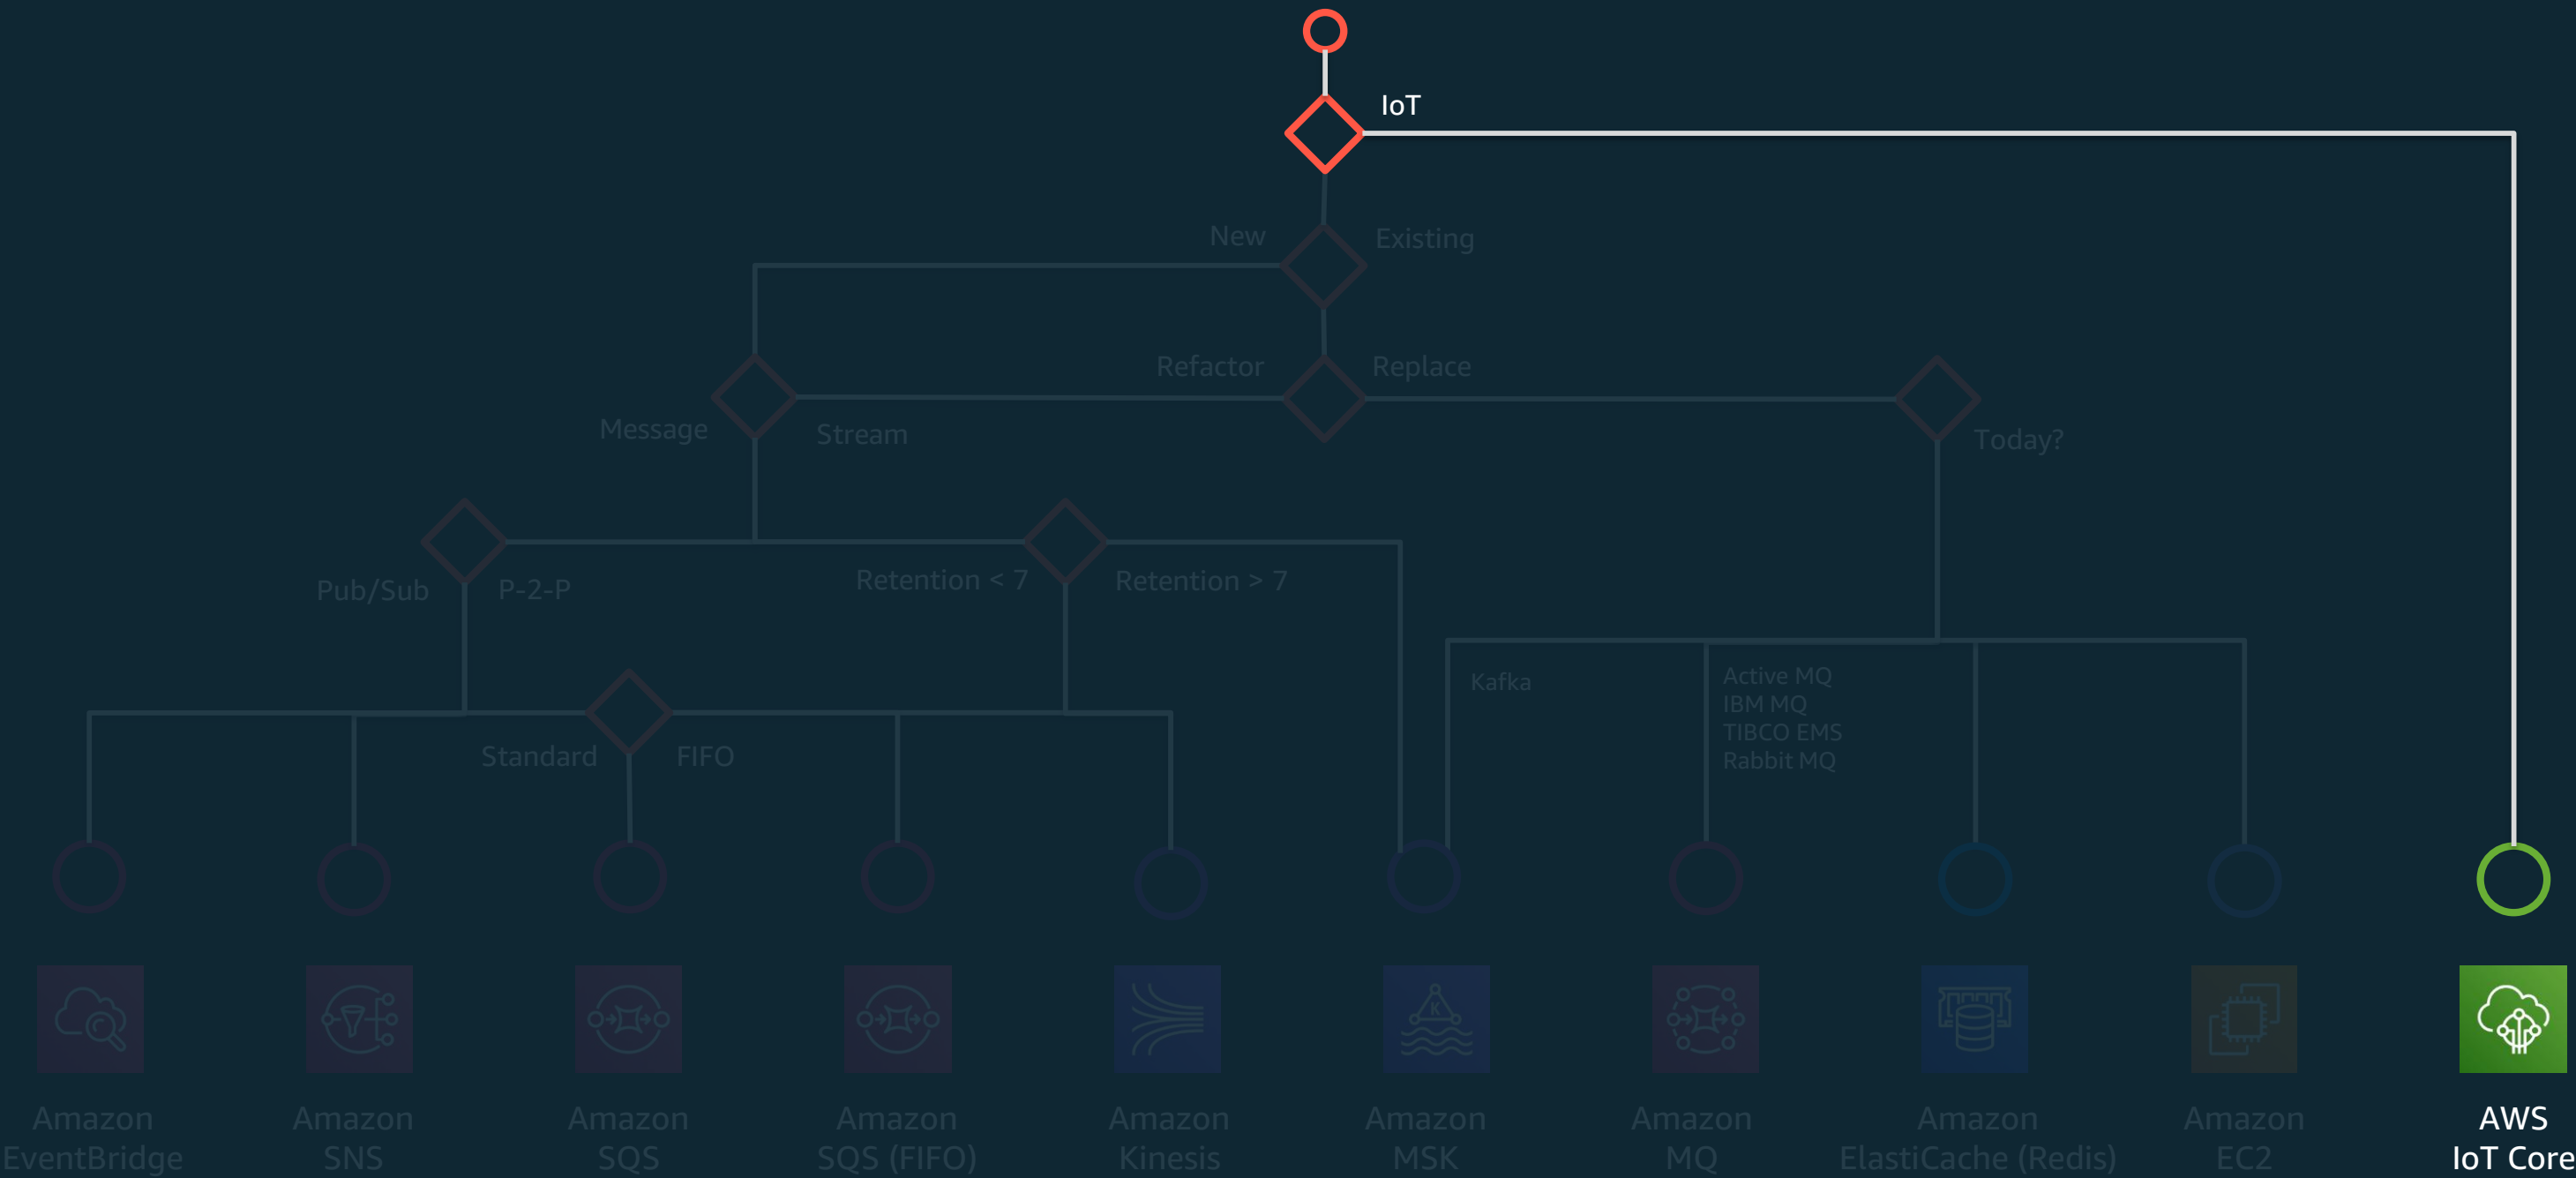 IoT
New
Existing
Refactor
Replace
Message
Stream
Today?
Pub/Sub
P-2-P
Retention < 7
Retention > 7
Kafka
Active MQ
IBM MQ
TIBCO EMS
Rabbit MQ
Standard
FIFO
K
Amazon
EventBridge
Amazon
SNS
Amazon
SQS
Amazon
SQS (FIFO)
Amazon
Kinesis
Amazon
MSK
Amazon
MQ
Amazon
ElastiCache (Redis)
Amazon
EC2
AWS
IoT Core